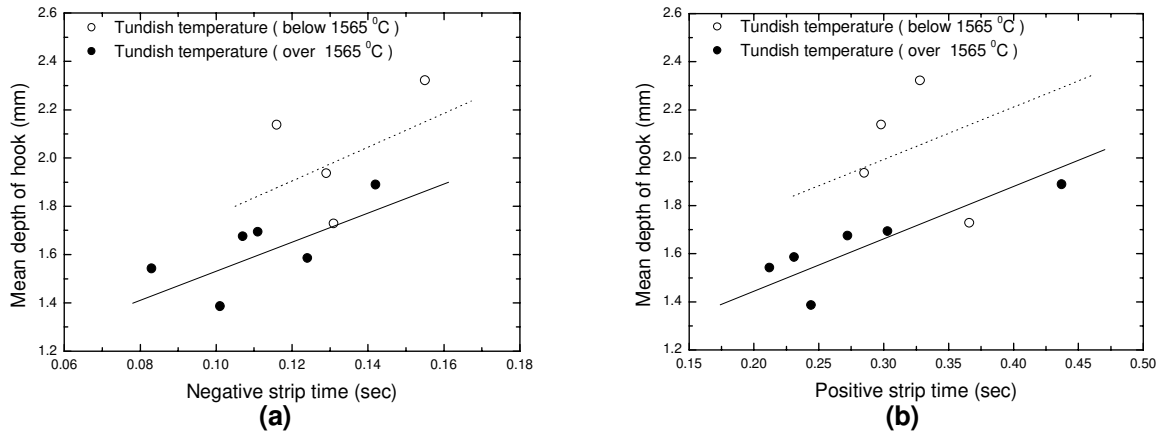 Tundish temperature ( below 1565 ⁰C )
Tundish temperature ( over 1565 ⁰C )
2.6
2.4
2.2
2.0
1.8
1.6
1.4
1.2
Mean depth of hook (mm)
0.06 0.08 0.10 0.12 0.14 0.16 0.18
Negative strip time (sec)
(a)
Tundish temperature ( below 1565 ⁰C )
Tundish temperature ( over 1565 ⁰C )
2.6
2.4
2.2
2.0
1.8
1.6
1.4
1.2
Mean depth of hook (mm)
0.20 0.25 0.30 0.35 0.40 0.45 0.50
Positive strip time (sec)
(b)